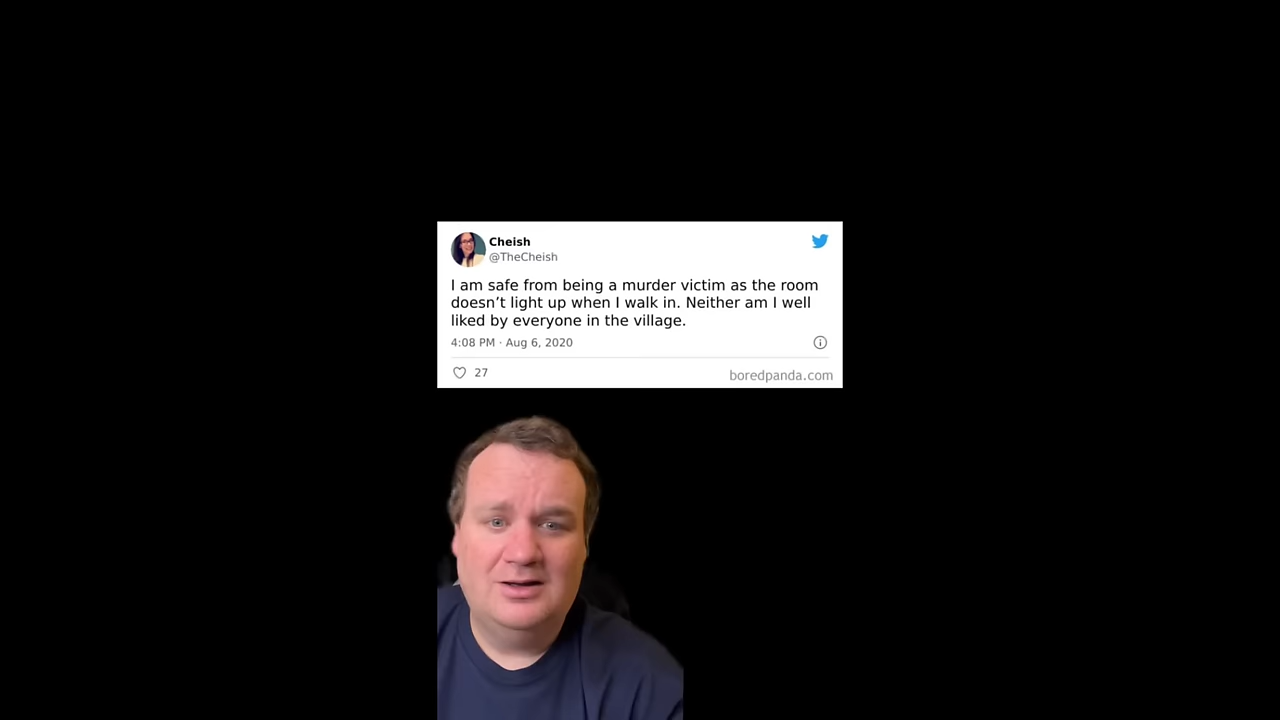 Cheish
@TheCheish
I am safe from being a murder victim as the room
doesn’t light up when I walk in. Neither am I well
liked by everyone in the village.
4:08 PM · Aug 6, 2020
27
boredpanda.com